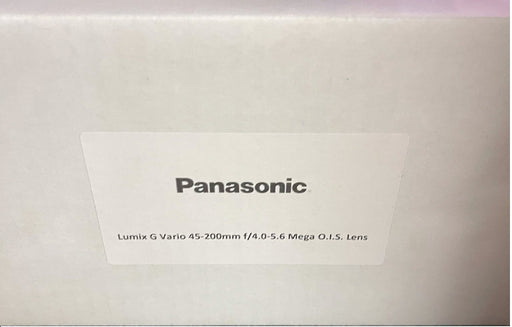 Panasonic
Lumix G Vario 45-200mm f/4.0-5.6 Mega O.I.S. Lens